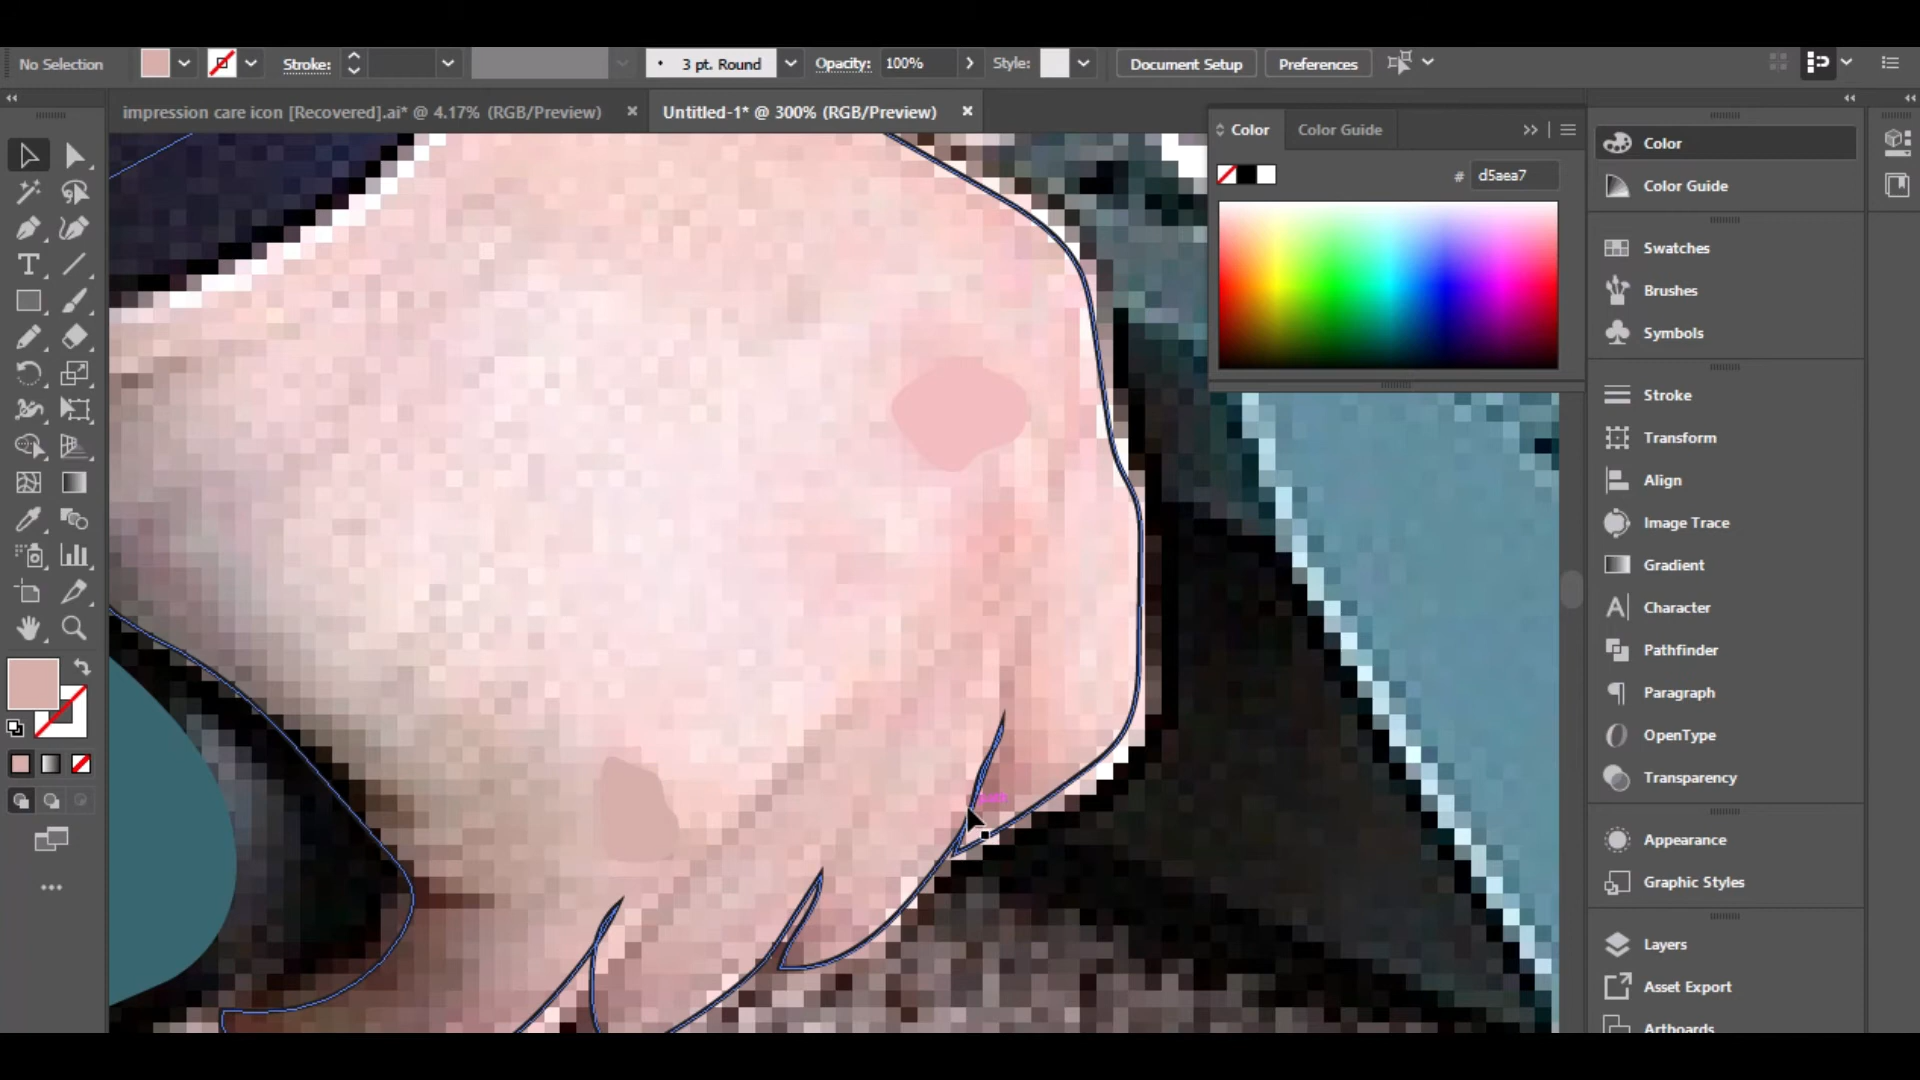 No Selection
Stroke:
3 pt. Round
Opacity:
100%
Style:
Document Setup
Preferences
impression care icon [Recovered].ai* @ 4.17% (RGB/Preview)
Untitled-1* @ 300% (RGB/Preview)
Color
Color Guide
# d5aea7
Color
Color Guide
Swatches
Brushes
Symbols
Stroke
Transform
Align
Image Trace
Gradient
Character
Pathfinder
Paragraph
OpenType
Transparency
Appearance
Graphic Styles
Layers
Asset Export
Artboards